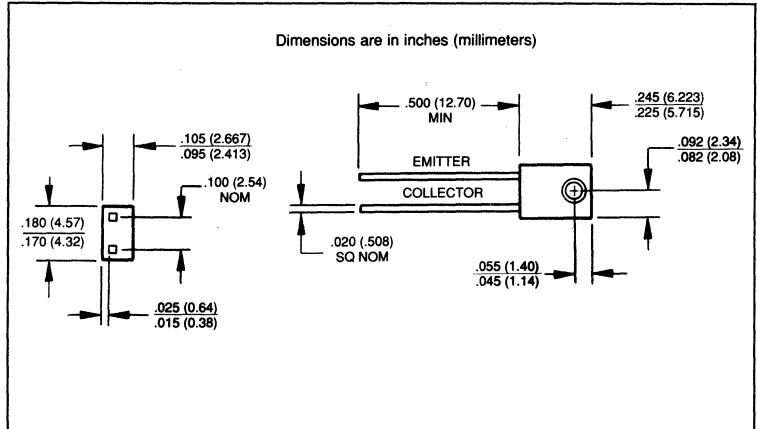 Dimensions are in inches (millimeters)
.500 (12.70)
MIN
.245 (6.223)
.225 (5.715)
.105 (2.667)
.095 (2.413)
.092 (2.34)
.082 (2.08)
EMITTER
.100 (2.54)
NOM
COLLECTOR
.180 (4.57)
.170 (4.32)
.020 (.508)
SQ NOM
.055 (1.40)
.045 (1.14)
.025 (0.64)
.015 (0.38)